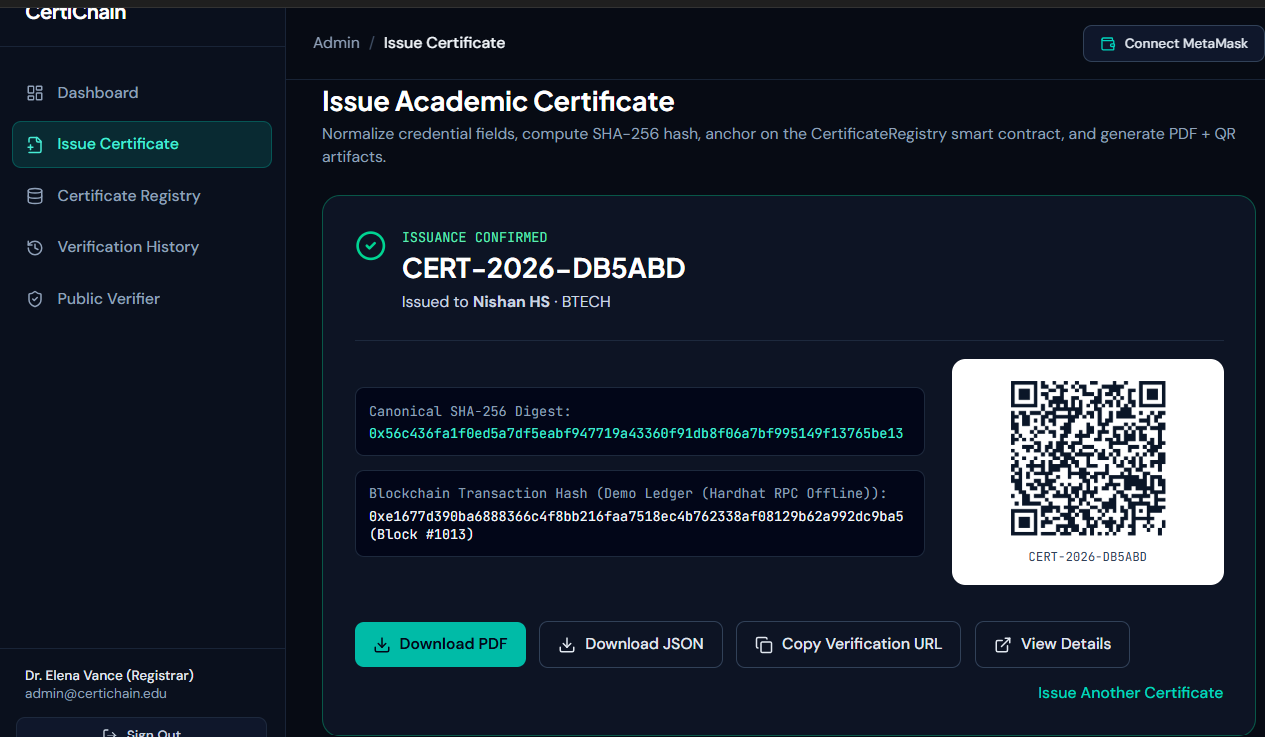 CertiChain
Dashboard
Issue Certificate
Certificate Registry
Verification History
Public Verifier
Dr. Elena Vance (Registrar)
admin@certichain.edu
Sign Out
Admin / Issue Certificate
Connect MetaMask
Issue Academic Certificate
Normalize credential fields, compute SHA-256 hash, anchor on the CertificateRegistry smart contract, and generate PDF + QR
artifacts.
ISSUANCE CONFIRMED
CERT-2026-DB5ABD
Issued to Nishan HS · BTECH
Canonical SHA-256 Digest:
0x56c436fa1f0ed5a7df5eabf947719a43360f91db8f06a7bf995149f13765be13
Blockchain Transaction Hash (Demo Ledger (Hardhat RPC Offline)):
0xe1677d390ba6888366c4f8bb216faa7518ec4b762338af08129b62a992dc9ba5
(Block #1013)
CERT-2026-DB5ABD
Download PDF
Download JSON
Copy Verification URL
View Details
Issue Another Certificate